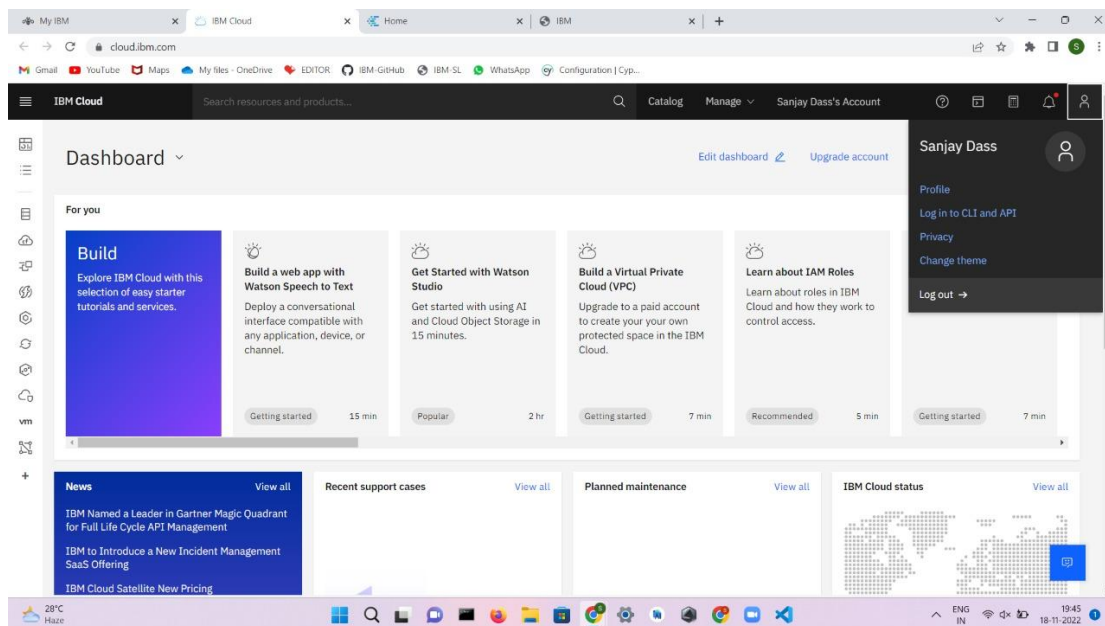 My IBM
IBM Cloud
Home
IBM
cloud.ibm.com
S
Gmail YouTube Maps My files - OneDrive EDITOR IBM-GitHub IBM-SL WhatsApp Configuration | Cyp...
IBM Cloud
Search resources and products...
Catalog Manage Sanjay Dass's Account
Sanjay Dass
Profile
Log in to CLI and API
Privacy
Change theme
Log out →
Dashboard
Edit dashboard
Upgrade account
For you
Build
Explore IBM Cloud with this
selection of easy starter
tutorials and services.
Build a web app with
Watson Speech to Text
Deploy a conversational
interface compatible with
any application, device, or
channel.
Getting started 15 min
Get Started with Watson
Studio
Get started with using AI
and Cloud Object Storage in
15 minutes.
Popular 2 hr
Build a Virtual Private
Cloud (VPC)
Upgrade to a paid account
to create your your own
protected space in the IBM
Cloud.
Getting started 7 min
Learn about IAM Roles
Learn about roles in IBM
Cloud and how they work to
control access.
Recommended 5 min
Getting started 7 min
vm
News View all
IBM Named a Leader in Gartner Magic Quadrant
for Full Life Cycle API Management
IBM to Introduce a New Incident Management
SaaS Offering
IBM Cloud Satellite New Pricing
Recent support cases View all
Planned maintenance View all
IBM Cloud status View all
28°C
Haze
ENG
IN
19:45
18-11-2022
1